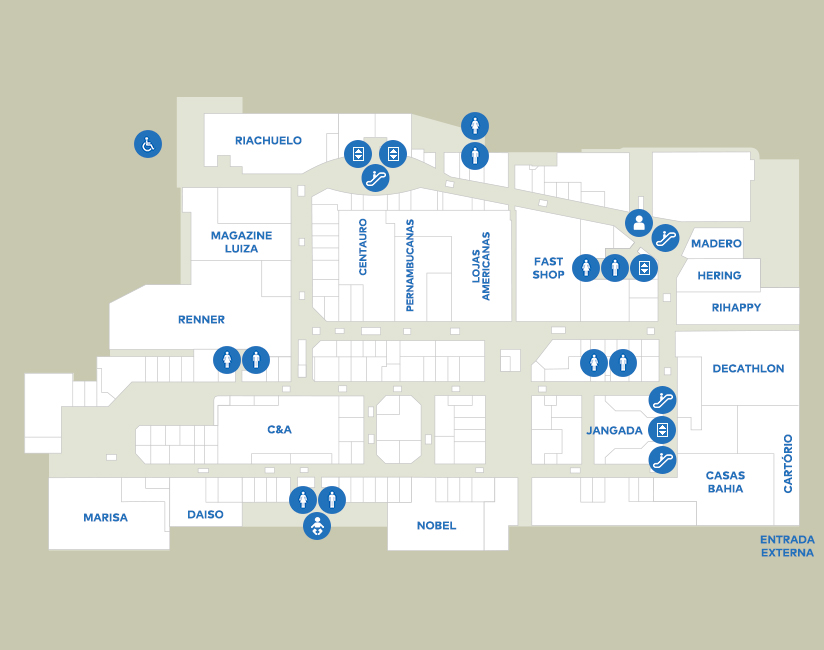 RIACHUELO
MAGAZINE
LUIZA
CENTAURO
PERNAMBUCANAS
LOJAS
AMERICANAS
FAST
SHOP
MADERO
HERING
RIHAPPY
RENNER
DECATHLON
C&A
JANGADA
CARTÓRIO
CASAS
BAHIA
MARISA
DAISO
NOBEL
ENTRADA
EXTERNA